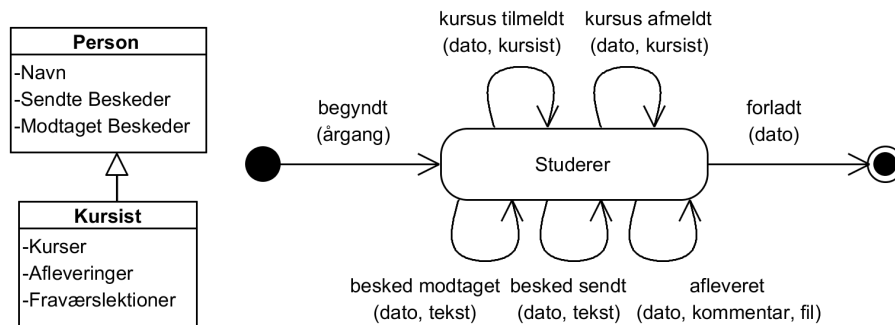 Person
-Navn
-Sendte Beskeder
-Modtaget Beskeder
Kursist
-Kurser
-Afleveringer
-Fraværslektioner
kursus tilmeldt
(dato, kursist)
kursus afmeldt
(dato, kursist)
begyndt
(årgang)
Studerer
forladt
(dato)
besked modtaget
(dato, tekst)
besked sendt
(dato, tekst)
afleveret
(dato, kommentar, fil)